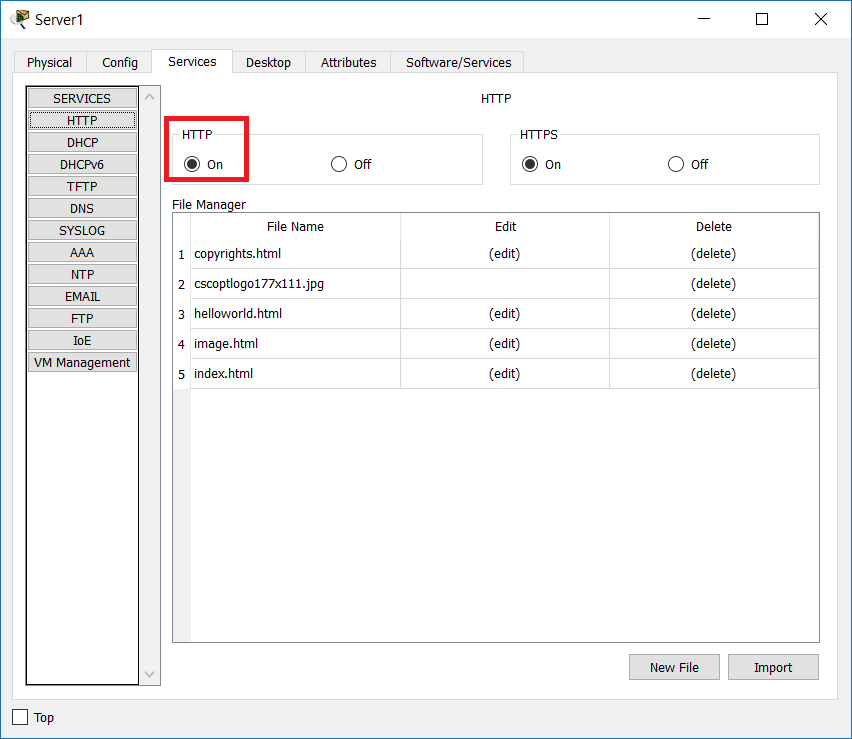 Server1
Physical Config Services Desktop Attributes Software/Services
SERVICES
HTTP
DHCP
DHCPv6
TFTP
DNS
SYSLOG
AAA
NTP
EMAIL
FTP
IoE
VM Management
HTTP
HTTP
On Off
HTTPS
On Off
File Manager
File Name Edit Delete
1 copyrights.html (edit) (delete)
2 cscoptlogo177x111.jpg (delete)
3 helloworld.html (edit) (delete)
4 image.html (edit) (delete)
5 index.html (edit) (delete)
New File Import
Top